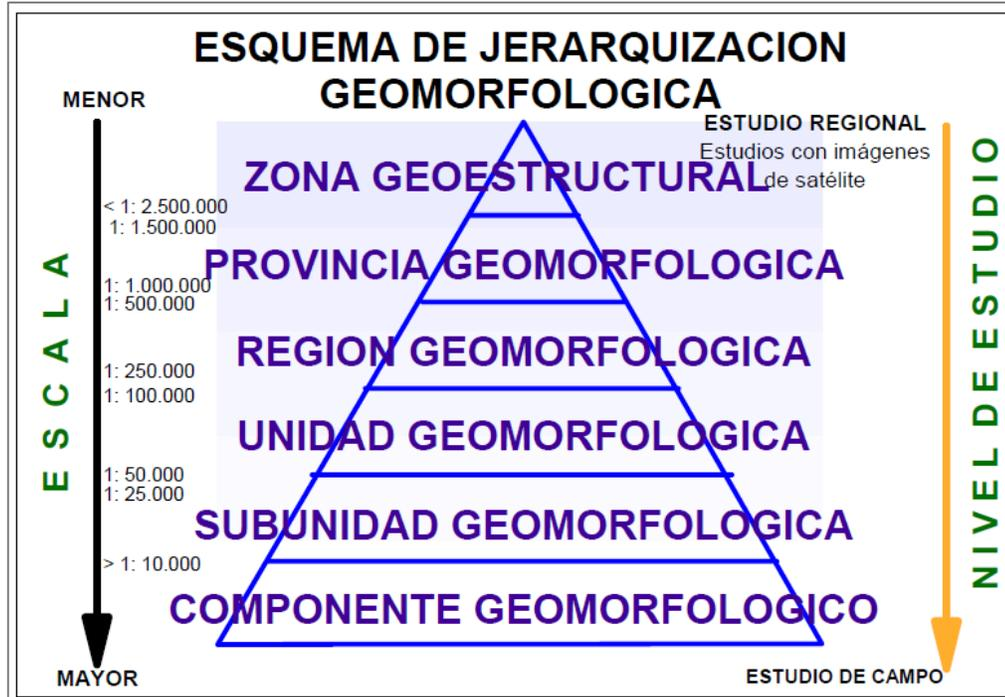 ESQUEMA DE JERARQUIZACION
GEOMORFOLOGICA
MENOR
ESTUDIO REGIONAL
Estudios con imágenes
de satélite
ZONA GEOESTRUCTURAL
< 1: 2.500.000
1: 1.500.000
PROVINCIA GEOMORFOLOGICA
1: 1.000.000
1: 500.000
REGION GEOMORFOLOGICA
1: 250.000
1: 100.000
UNIDAD GEOMORFOLOGICA
1: 50.000
1: 25.000
SUBUNIDAD GEOMORFOLOGICA
> 1: 10.000
COMPONENTE GEOMORFOLOGICO
MAYOR
ESTUDIO DE CAMPO
ESCALA
NIVEL DE ESTUDIO